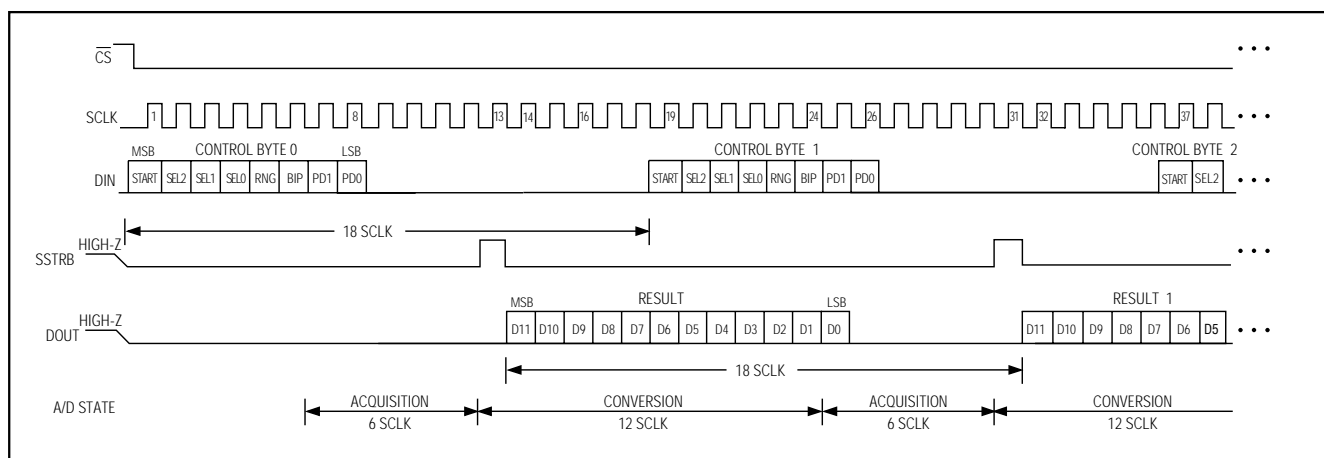 CS
• • •
SCLK
1 8 13 14 16 19 24 26 31 32 37
• • •
MSB CONTROL BYTE 0 LSB CONTROL BYTE 1 CONTROL BYTE 2
DIN
START SEL2 SEL1 SEL0 RNG BIP PD1 PD0 START SEL2 SEL1 SEL0 RNG BIP PD1 PD0 START SEL2
• • •
18 SCLK
HIGH-Z
SSTRB
• • •
MSB RESULT LSB RESULT 1
HIGH-Z
DOUT
D11 D10 D9 D8 D7 D6 D5 D4 D3 D2 D1 D0 D11 D10 D9 D8 D7 D6 D5
• • •
18 SCLK
A/D STATE
ACQUISITION CONVERSION ACQUISITION CONVERSION
6 SCLK 12 SCLK 6 SCLK 12 SCLK